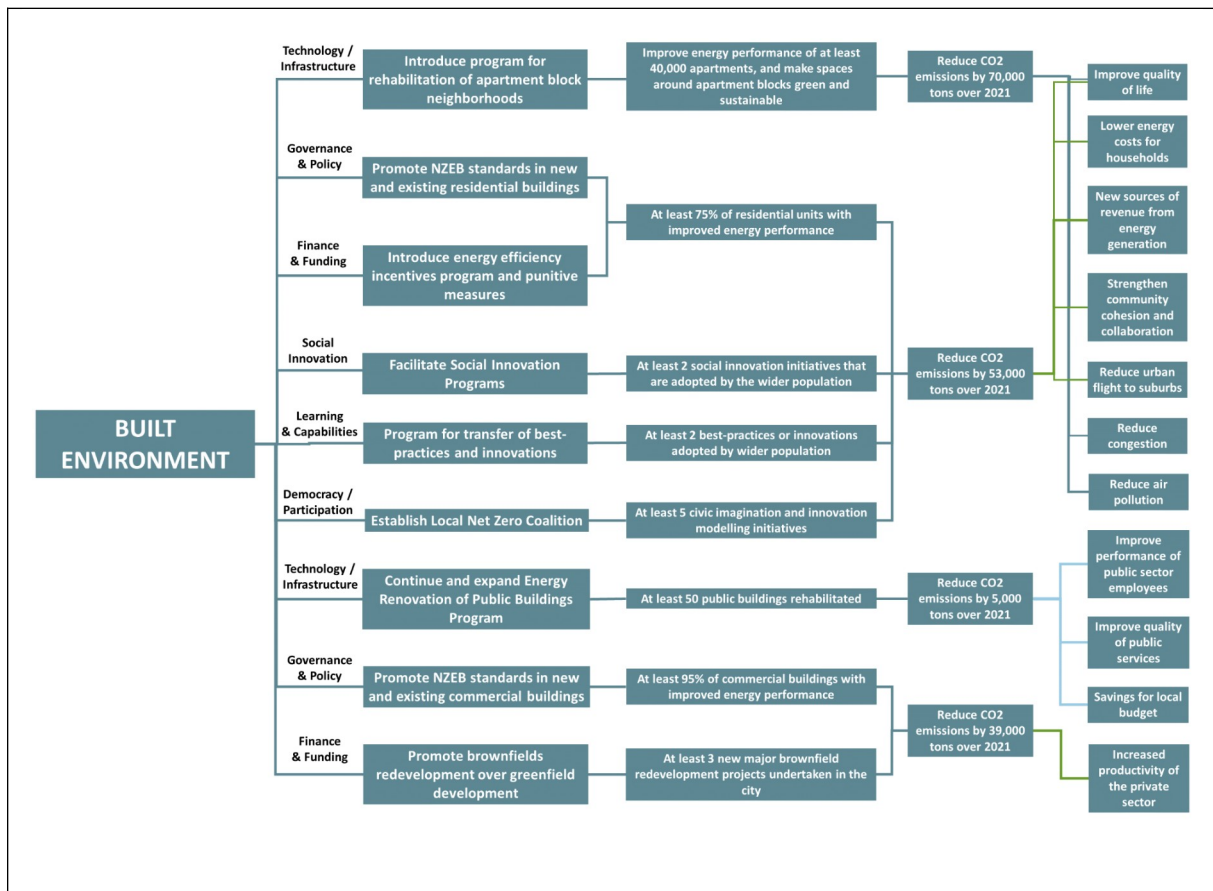 Technology /
Infrastructure
Introduce program for
rehabilitation of apartment block
neighborhoods
Improve energy performance of at least
40,000 apartments, and make spaces
around apartment blocks green and
sustainable
Reduce CO2
emissions by 70,000
tons over 2021
Improve quality
of life
Lower energy
costs for
households
New sources of
revenue from
energy
generation
Strengthen
community
cohesion and
collaboration
Reduce urban
flight to suburbs
Reduce
congestion
Reduce air
pollution
Governance
& Policy
Promote NZEB standards in new
and existing residential buildings
At least 75% of residential units with
improved energy performance
Finance
& Funding
Introduce energy efficiency
incentives program and punitive
measures
Social
Innovation
Facilitate Social Innovation
Programs
At least 2 social innovation initiatives that
are adopted by the wider population
Reduce CO2
emissions by 53,000
tons over 2021
BUILT
ENVIRONMENT
Learning
& Capabilities
Program for transfer of best-
practices and innovations
At least 2 best-practices or innovations
adopted by wider population
Democracy /
Participation
Establish Local Net Zero Coalition
At least 5 civic imagination and innovation
modelling initiatives
Technology /
Infrastructure
Continue and expand Energy
Renovation of Public Buildings
Program
At least 50 public buildings rehabilitated
Reduce CO2
emissions by 5,000
tons over 2021
Improve
performance of
public sector
employees
Improve quality
of public
services
Savings for local
budget
Governance
& Policy
Promote NZEB standards in new
and existing commercial buildings
At least 95% of commercial buildings with
improved energy performance
Reduce CO2
emissions by 39,000
tons over 2021
Finance
& Funding
Promote brownfields
redevelopment over greenfield
development
At least 3 new major brownfield
redevelopment projects undertaken in the
city
Increased
productivity of
the private
sector